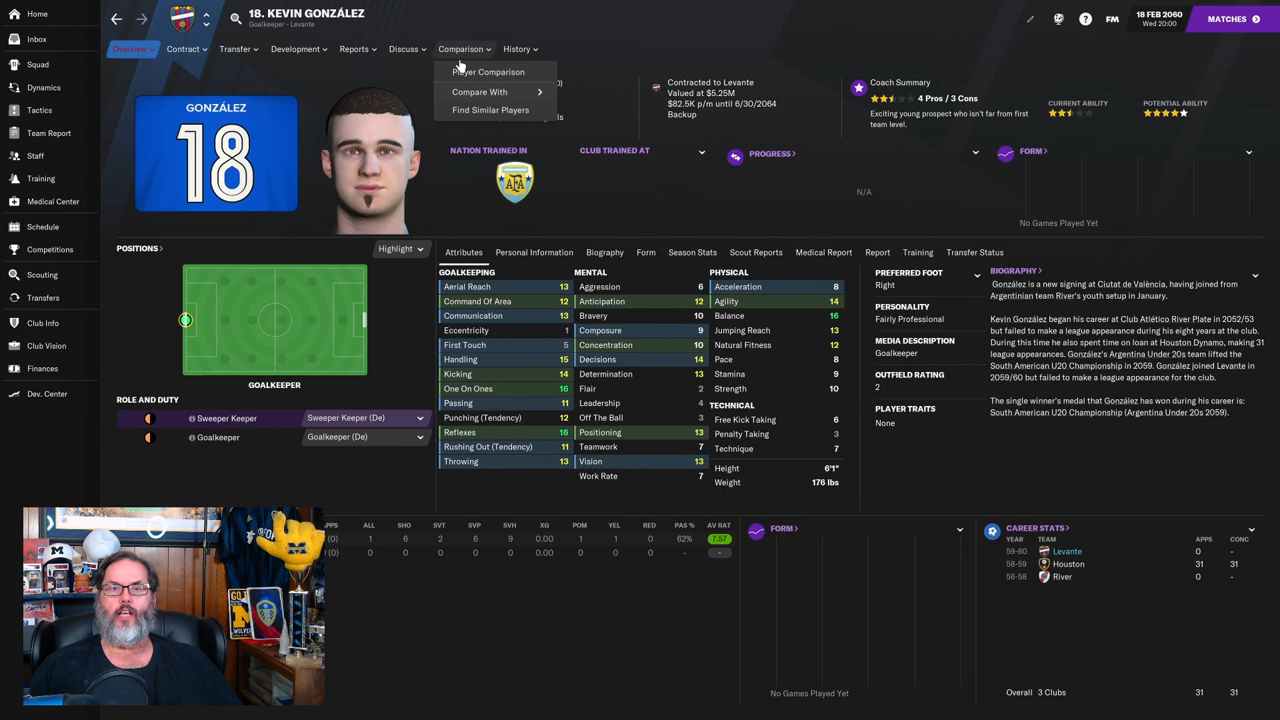 18. KEVIN GONZÁLEZ
Goalkeeper - Levante
18 FEB 2060
Wed 20:00
FM
MATCHES
Home
Inbox
Squad
Dynamics
Tactics
Team Report
Staff
Training
Medical Center
Schedule
Competitions
Scouting
Transfers
Club Info
Club Vision
Finances
Dev. Center
Overview
Contract
Transfer
Development
Reports
Discuss
Comparison
History
Player Comparison
Compare With
Find Similar Players
GONZÁLEZ
18
Contracted to Levante
Valued at $5.25M
$82.5K p/m until 6/30/2064
Backup
Coach Summary
4 Pros / 3 Cons
Exciting young prospect who isn't far from first
team level.
CURRENT ABILITY
POTENTIAL ABILITY
NATION TRAINED IN
AFA
CLUB TRAINED AT
PROGRESS
N/A
FORM
No Games Played Yet
POSITIONS
Highlight
GOALKEEPER
ROLE AND DUTY
Sweeper Keeper Sweeper Keeper (De)
Goalkeeper Goalkeeper (De)
Attributes Personal Information Biography Form Season Stats Scout Reports Medical Report Report Training Transfer Status
GOALKEEPING
Aerial Reach 13
Command Of Area 12
Communication 13
Eccentricity 1
First Touch 5
Handling 15
Kicking 14
One On Ones 16
Passing 11
Punching (Tendency) 12
Reflexes 16
Rushing Out (Tendency) 11
Throwing 13
MENTAL
Aggression 6
Anticipation 12
Bravery 10
Composure 9
Concentration 10
Decisions 14
Determination 13
Flair 2
Leadership 4
Off The Ball 3
Positioning 13
Teamwork 7
Vision 13
Work Rate 7
PHYSICAL
Acceleration 8
Agility 14
Balance 16
Jumping Reach 13
Natural Fitness 12
Pace 8
Stamina 9
Strength 10
TECHNICAL
Free Kick Taking 6
Penalty Taking 3
Technique 7
Height 6'1"
Weight 176 lbs
PREFERRED FOOT
Right
PERSONALITY
Fairly Professional
MEDIA DESCRIPTION
Goalkeeper
OUTFIELD RATING
2
PLAYER TRAITS
None
BIOGRAPHY
González is a new signing at Ciutat de València, having joined from
Argentinian team River's youth setup in January.
Kevin González began his career at Club Atlético River Plate in 2052/53
but failed to make a league appearance during his eight years at the club.
During this time he also spent time on loan at Houston Dynamo, making 31
league appearances. González's Argentina Under 20s team lifted the
South American U20 Championship in 2059. González joined Levante in
2059/60 but failed to make a league appearance for the club.
The single winner's medal that González has won during his career is:
South American U20 Championship (Argentina Under 20s 2059).
APPS ALL SHO SVT SVP SVH XG POM YEL RED PAS % AV RAT
(0) 1 6 2 6 9 0.00 1 1 0 62% 7.57
(0) 0 0 0 0 0 0.00 0 0 0 - -
FORM
No Games Played Yet
CAREER STATS
YEAR TEAM APPS CONC
59-60 Levante 0 -
58-59 Houston 31 31
56-58 River 0 -
Overall 3 Clubs 31 31